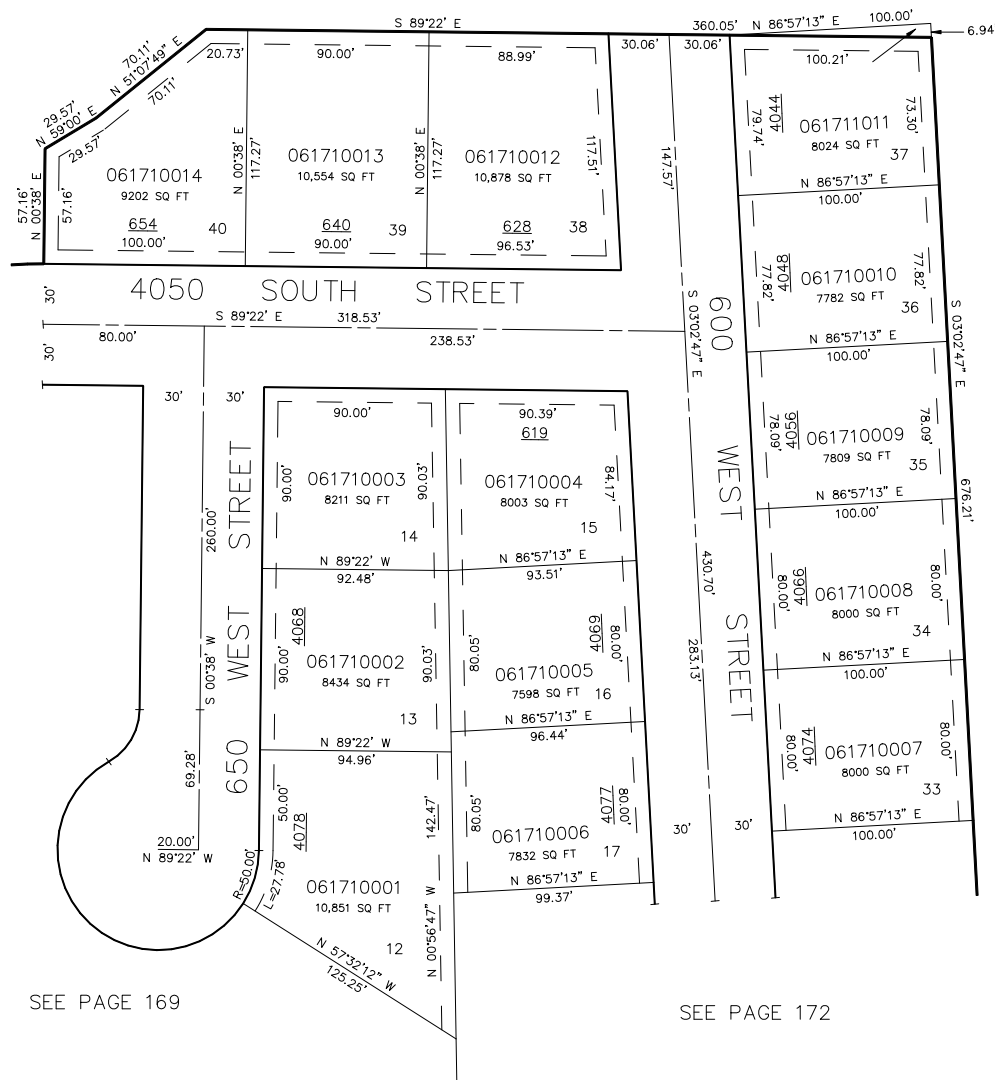 S 89°22' E
360.05'
N 86°57'13" E
100.00'
6.94
70.11'
N 51°07'49" E
70.11'
29.57'
N 59°00' E
29.57'
57.16'
N 00°38' E
57.16'
20.73'
90.00'
88.99'
30.06'
30.06'
100.21'
N 00°38' E
117.27'
N 00°38' E
117.27'
117.51'
147.57'
061710014
9202 SQ FT
654
40
100.00'
061710013
10,554 SQ FT
640
39
90.00'
061710012
10,878 SQ FT
628
38
96.53'
79.74'
4044
061711011
8024 SQ FT
73.30'
37
N 86°57'13" E
100.00'
77.82'
4048
061710010
7782 SQ FT
77.82'
36
N 86°57'13" E
100.00'
78.09'
4056
061710009
7809 SQ FT
78.09'
35
N 86°57'13" E
100.00'
80.00'
4066
061710008
8000 SQ FT
80.00'
34
N 86°57'13" E
100.00'
80.00'
4074
061710007
8000 SQ FT
80.00'
33
N 86°57'13" E
100.00'
S 03°02'47" E
676.21'
30'
4050 SOUTH STREET
S 89°22' E
318.53'
30'
80.00'
238.53'
S 03°02'47" E
600 WEST STREET
430.70'
283.13'
30'
30'
30'
30'
260.00'
S 00°38' W
650 WEST STREET
69.28'
20.00'
N 89°22' W
R=50.00'
L=27.78'
90.00'
90.00'
061710003
8211 SQ FT
90.03'
14
N 89°22' W
92.48'
90.39'
619
061710004
8003 SQ FT
84.17'
15
N 86°57'13" E
93.51'
90.00'
4068
061710002
8434 SQ FT
90.03'
13
N 89°22' W
94.96'
80.05'
4069
80.00'
061710005
7598 SQ FT
16
N 86°57'13" E
96.44'
50.00'
4078
061710001
10,851 SQ FT
142.47'
N 00°56'47" W
12
N 57°32'12" W
125.25'
80.05'
4077
80.00'
061710006
7832 SQ FT
17
N 86°57'13" E
99.37'
SEE PAGE 169
SEE PAGE 172